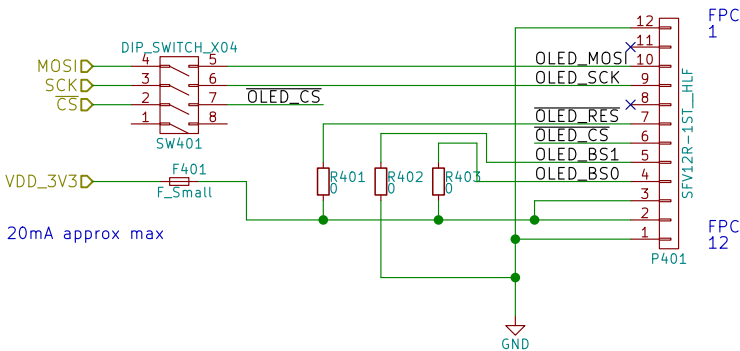 FPC
1
12
11
10
9
8
7
6
5
4
3
2
1
DIP_SWITCH_X04
MOSI
SCK
CS
4
3
2
1
5
6
7
8
SW401
OLED_CS
OLED_MOSI
OLED_SCK
OLED_RES
OLED_CS
OLED_BS1
OLED_BS0
SFV12R-1ST__HLF
VDD_3V3
F401
F_Small
R401
0
R402
0
R403
0
20mA approx max
FPC
12
P401
GND